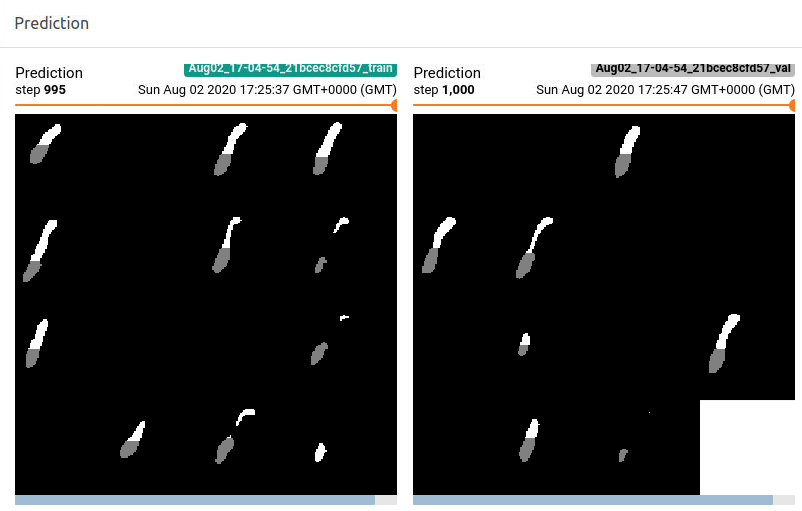 Prediction
Prediction
Aug02_17-04-54_21bcec8cfd57_train
step 995
Sun Aug 02 2020 17:25:37 GMT+0000 (GMT)
Prediction
Aug02_17-04-54_21bcec8cfd57_val
step 1,000
Sun Aug 02 2020 17:25:47 GMT+0000 (GMT)